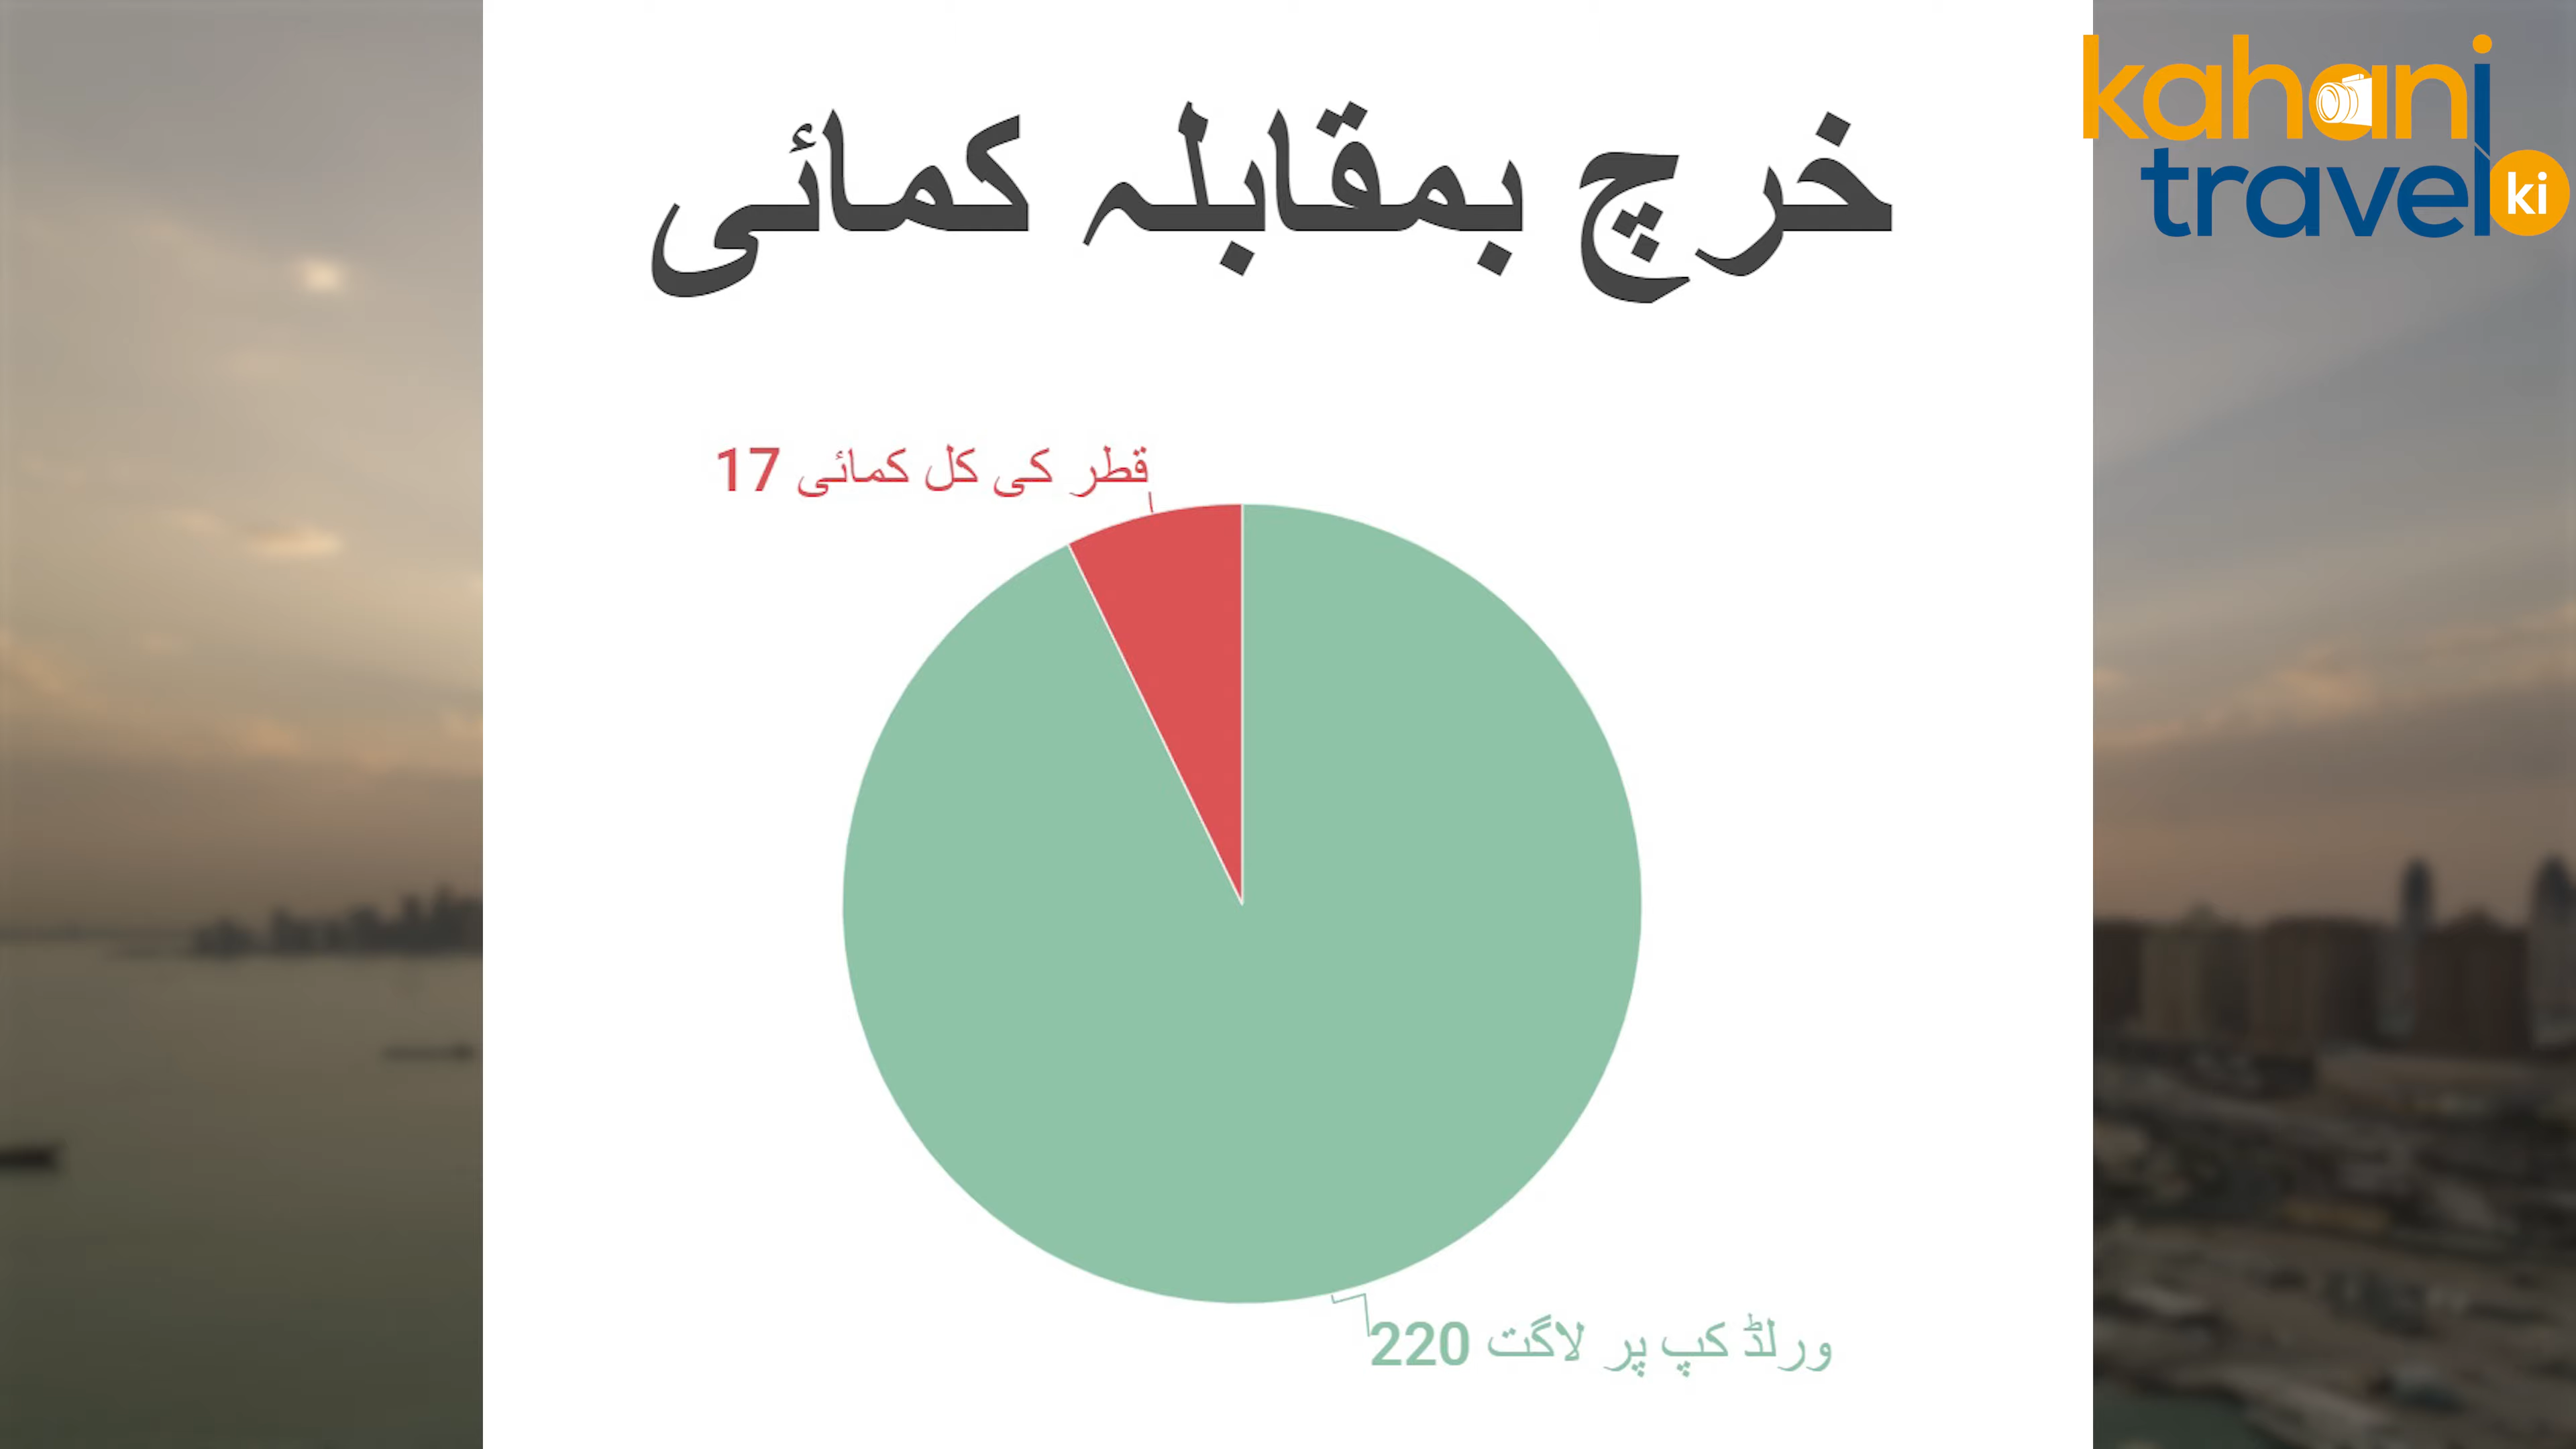 خرچ بمقابلہ کمائی
kahani
travel ki
قطر کی کل کمائی 17
ورلڈ کپ پر لاگت 220